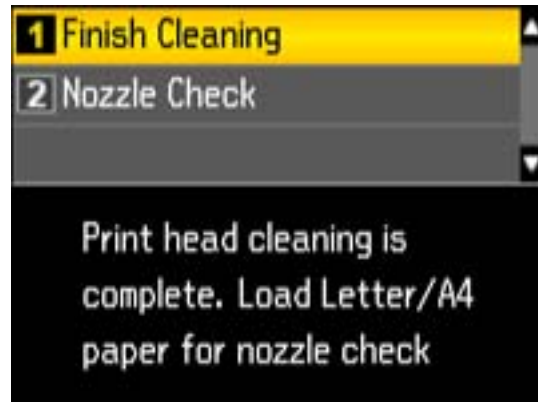 1 Finish Cleaning
2 Nozzle Check
Print head cleaning is
complete. Load Letter/A4
paper for nozzle check